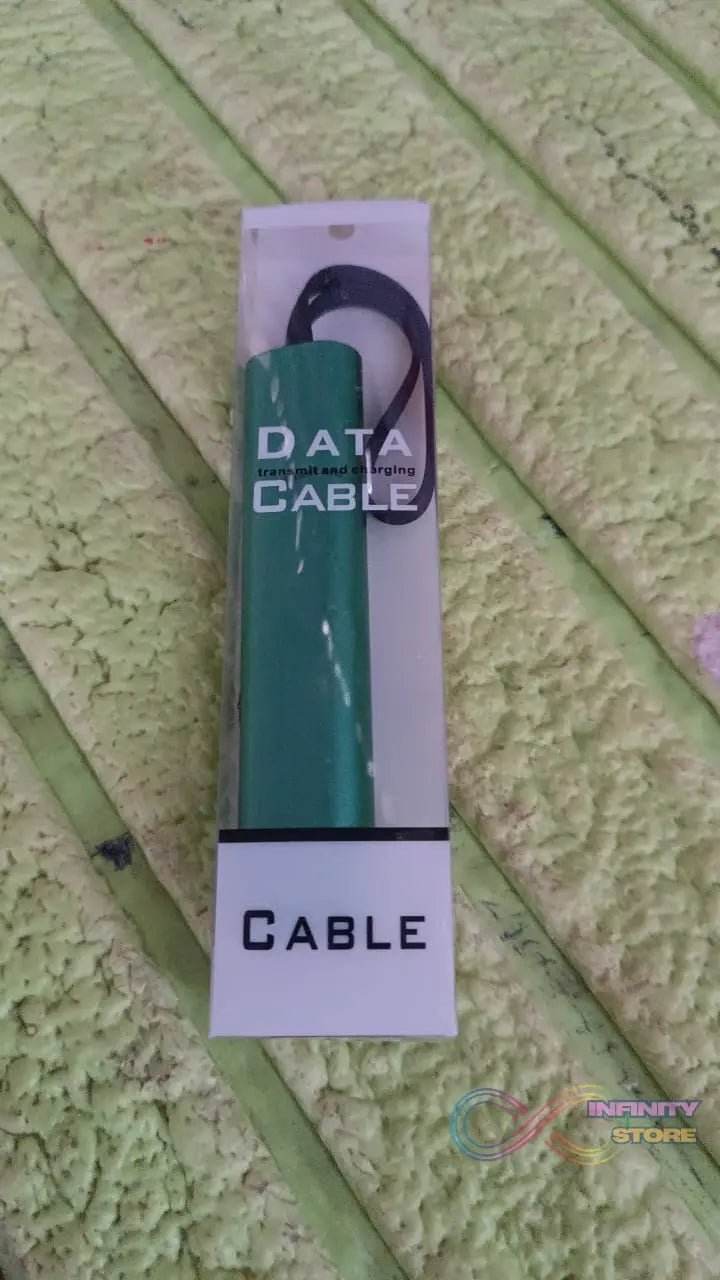 DATA
transmit and charging
CABLE
CABLE
INFINITY
STORE